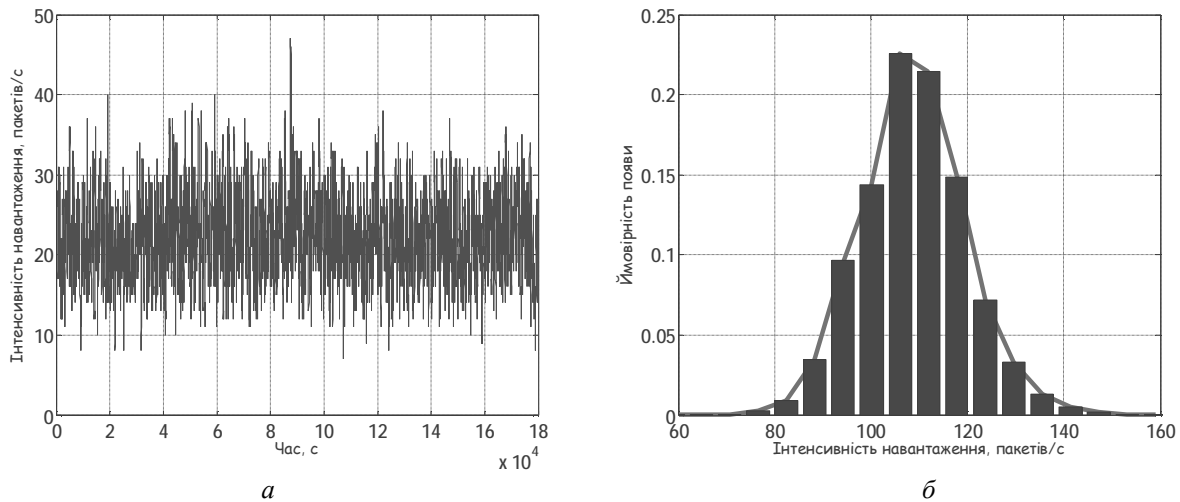 Інтенсивність навантаження, пакетів/с
50
40
30
20
10
0
0 2 4 6 8 10 12 14 16 18
Час, с
x 10^4
а
Ймовірність появи
0.25
0.2
0.15
0.1
0.05
0
60 80 100 120 140 160
Інтенсивність навантаження, пакетів/с
б